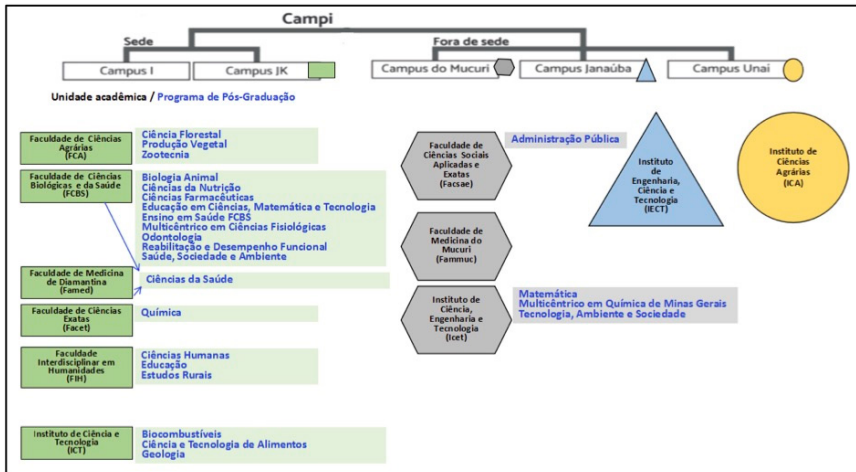 Campi
Sede
Fora de sede
Campus I
Campus JK
Campus do Mucuri
Campus Janaúba
Campus Unaí
Unidade acadêmica / Programa de Pós-Graduação
Faculdade de Ciências
Agrárias
(FCA)
Ciência Florestal
Produção Vegetal
Zootecnia
Faculdade de Ciências
Biológicas e da Saúde
(FCBS)
Biologia Animal
Ciências da Nutrição
Ciências Farmacêuticas
Educação em Ciências, Matemática e Tecnologia
Ensino em Saúde FCBS
Multicêntrico em Ciências Fisiológicas
Odontologia
Reabilitação e Desempenho Funcional
Saúde, Sociedade e Ambiente
Faculdade de Medicina
de Diamantina
(Famed)
Ciências da Saúde
Faculdade de Ciências
Exatas
(Facet)
Química
Faculdade
Interdisciplinar em
Humanidades
(FIH)
Ciências Humanas
Educação
Estudos Rurais
Instituto de Ciência e
Tecnologia
(ICT)
Biocombustíveis
Ciência e Tecnologia de Alimentos
Geologia
Faculdade de
Ciências Sociais
Aplicadas e
Exatas
(Facsae)
Administração Pública
Faculdade de
Medicina do
Mucuri
(Fammuc)
Instituto de
Ciência,
Engenharia e
Tecnologia
(Icet)
Matemática
Multicêntrico em Química de Minas Gerais
Tecnologia, Ambiente e Sociedade
Instituto
de
Engenharia,
Ciência e
Tecnologia
(IECT)
Instituto
de Ciências
Agrárias
(ICA)